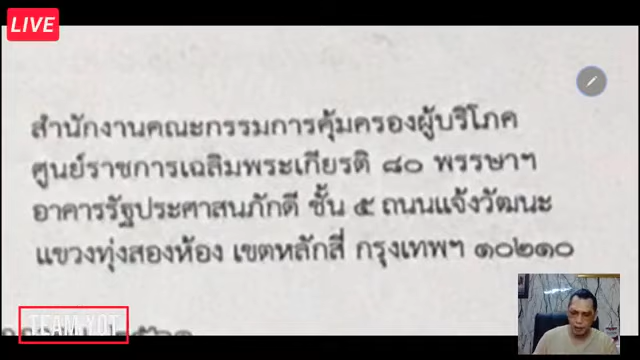 LIVE
สำนักงานคณะกรรมการคุ้มครองผู้บริโภค
ศูนย์ราชการเฉลิมพระเกียรติ ๘๐ พรรษาฯ
อาคารรัฐประศาสนภักดี ชั้น ๕ ถนนแจ้งวัฒนะ
แขวงทุ่งสองห้อง เขตหลักสี่ กรุงเทพฯ ๑๐๒๑๐
TEAM YOT